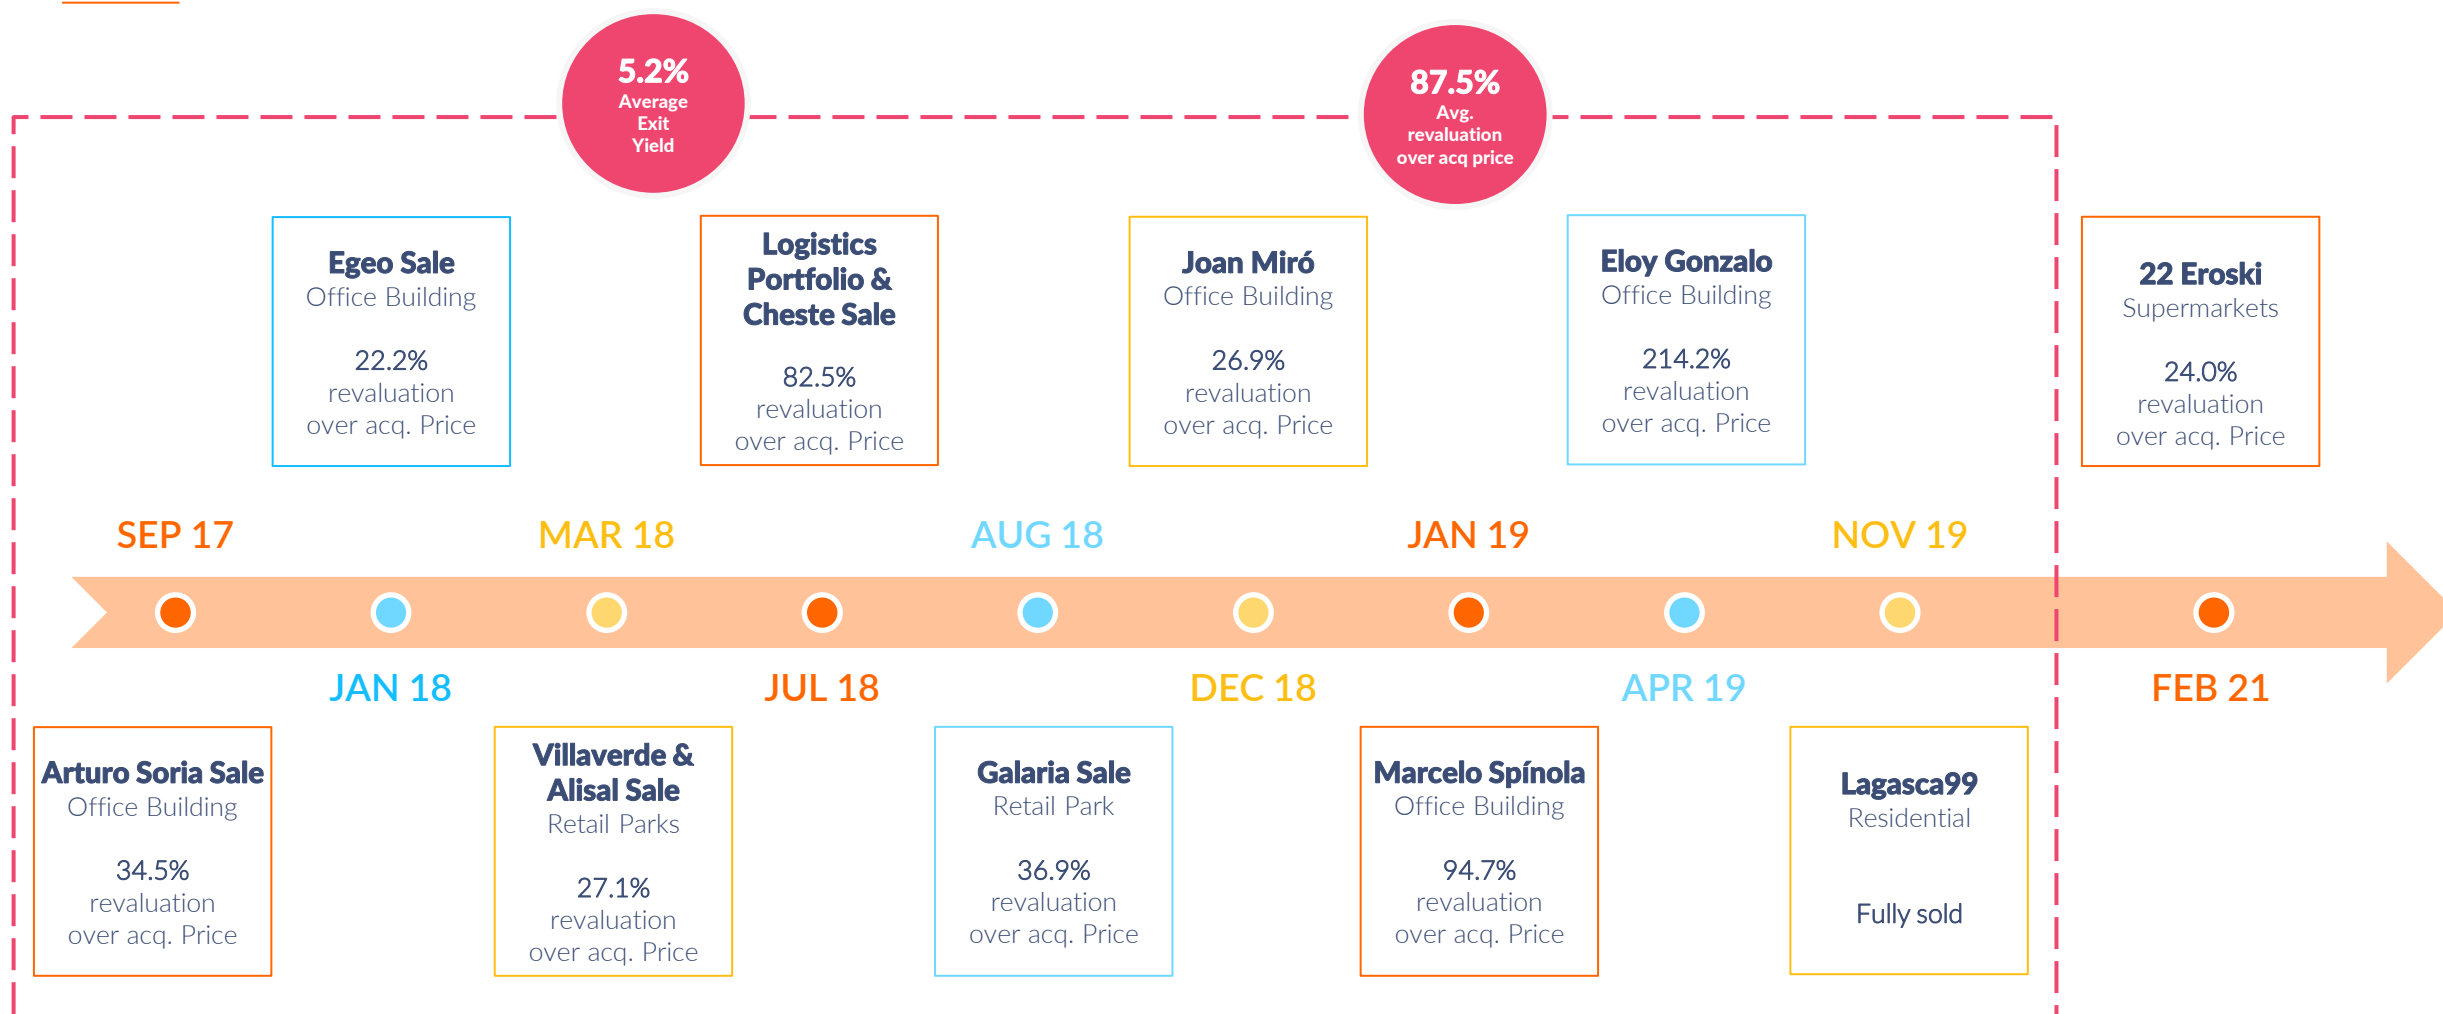 5.2%
Average
Exit
Yield
87.5%
Avg.
revaluation
over acq price
Egeo Sale
Office Building
22.2%
revaluation
over acq. Price
Logistics
Portfolio &
Cheste Sale
82.5%
revaluation
over acq. Price
Joan Miró
Office Building
26.9%
revaluation
over acq. Price
Eloy Gonzalo
Office Building
214.2%
revaluation
over acq. Price
22 Eroski
Supermarkets
24.0%
revaluation
over acq. Price
SEP 17
MAR 18
AUG 18
JAN 19
NOV 19
JAN 18
JUL 18
DEC 18
APR 19
FEB 21
Arturo Soria Sale
Office Building
34.5%
revaluation
over acq. Price
Villaverde &
Alisal Sale
Retail Parks
27.1%
revaluation
over acq. Price
Galaria Sale
Retail Park
36.9%
revaluation
over acq. Price
Marcelo Spínola
Office Building
94.7%
revaluation
over acq. Price
Lagasca99
Residential
Fully sold